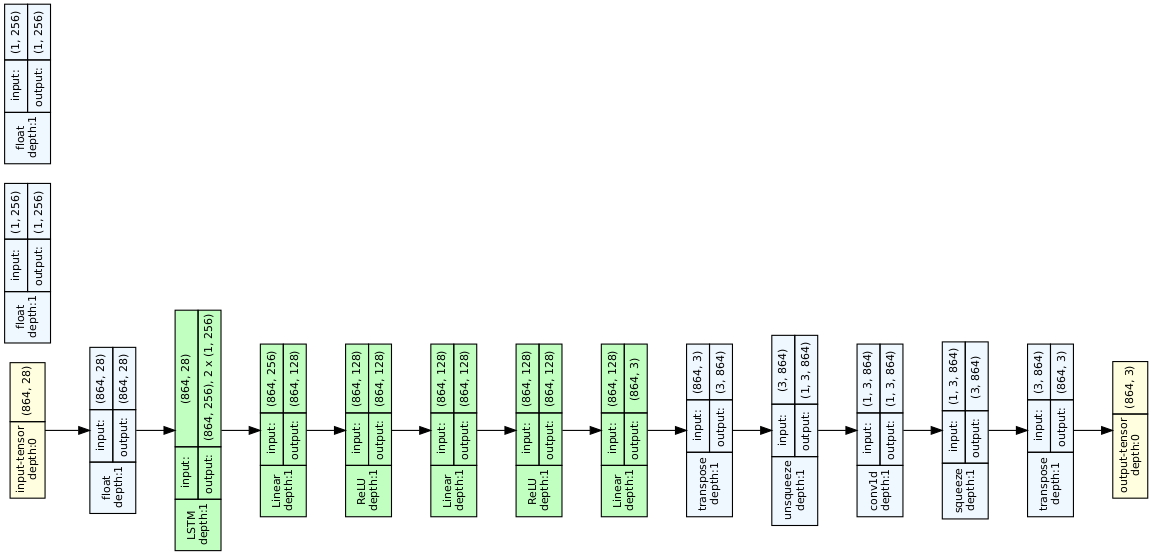 float
depth:1
input:
(1, 256)
output:
(1, 256)
float
depth:1
input:
(1, 256)
output:
(1, 256)
input-tensor
depth:0
(864, 28)
float
depth:1
input:
(864, 28)
output:
(864, 28)
LSTM
depth:1
input:
(864, 28)
output:
(864, 256), 2 x (1, 256)
Linear
depth:1
input:
(864, 256)
output:
(864, 128)
ReLU
depth:1
input:
(864, 128)
output:
(864, 128)
Linear
depth:1
input:
(864, 128)
output:
(864, 128)
ReLU
depth:1
input:
(864, 128)
output:
(864, 128)
Linear
depth:1
input:
(864, 128)
output:
(864, 3)
transpose
depth:1
input:
(864, 3)
output:
(3, 864)
unsqueeze
depth:1
input:
(3, 864)
output:
(1, 3, 864)
conv1d
depth:1
input:
(1, 3, 864)
output:
(1, 3, 864)
squeeze
depth:1
input:
(1, 3, 864)
output:
(3, 864)
transpose
depth:1
input:
(3, 864)
output:
(864, 3)
output-tensor
depth:0
(864, 3)